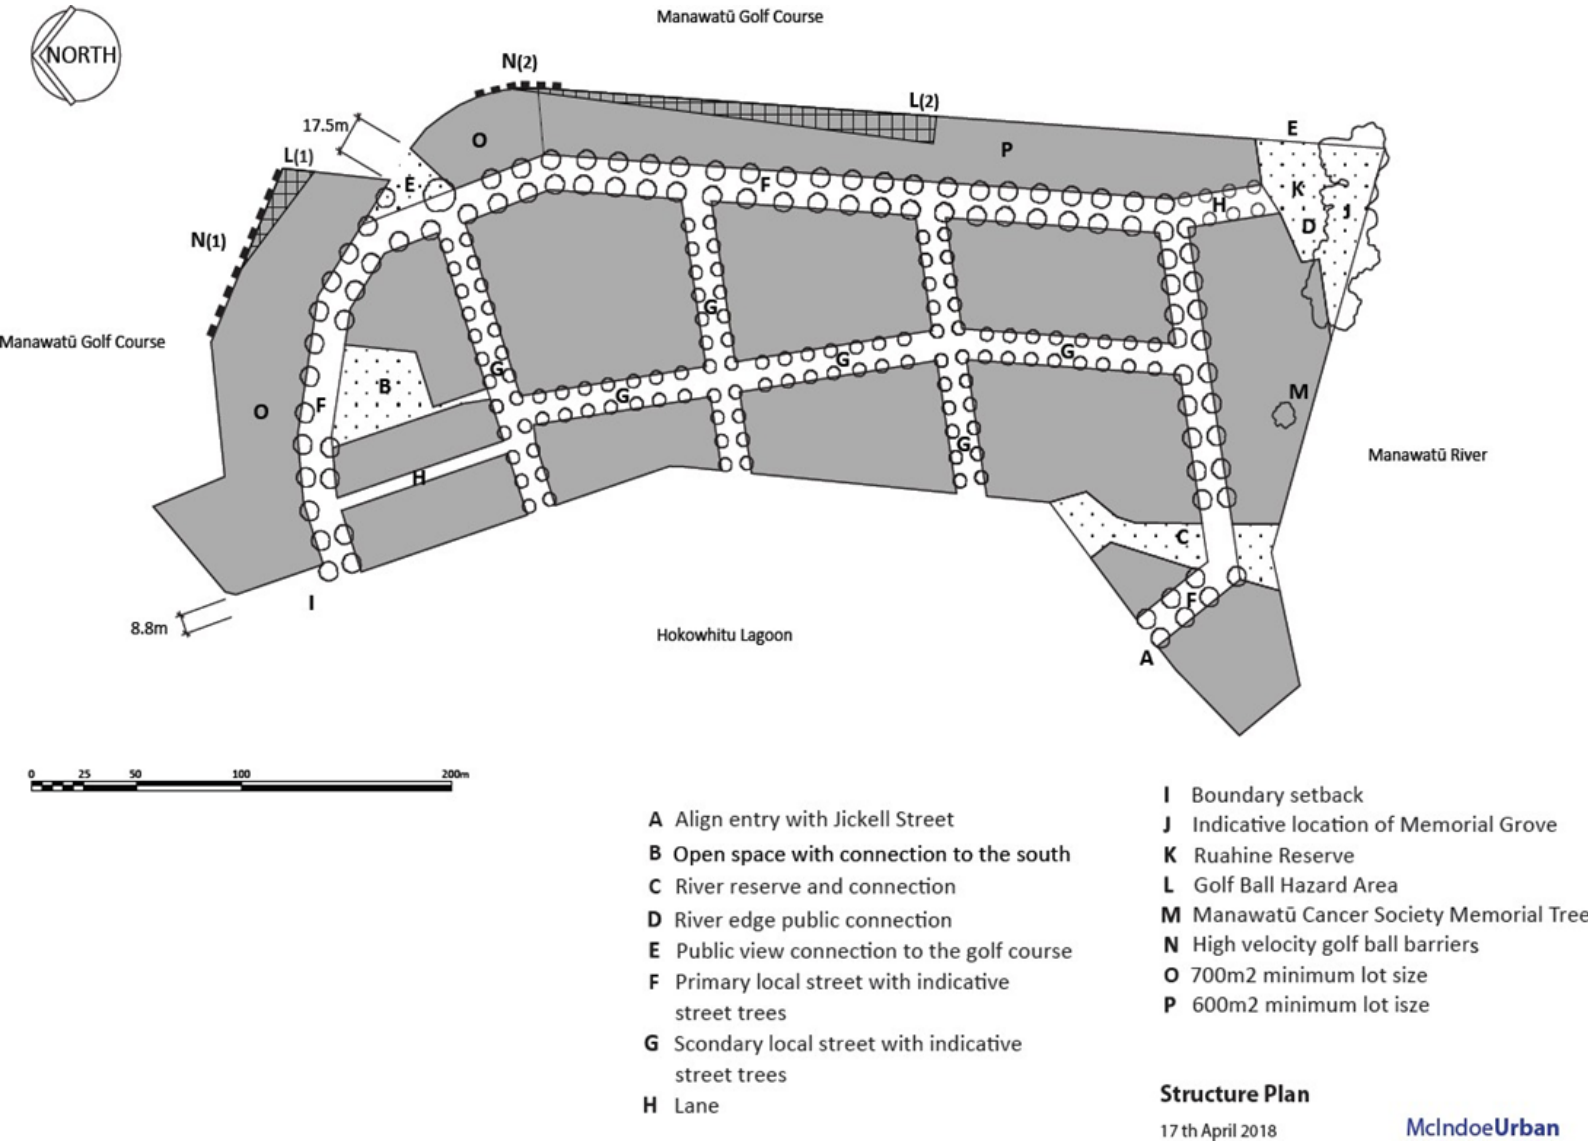 Manawatū Golf Course
NORTH
N(2)
17.5m
L(2)
E
O
P
L(1)
E
F
K
H
J
D
N(1)
G
Manawatū Golf Course
G
G
G
B
M
O
F
G
G
Manawatū River
H
C
F
I
8.8m
Hokowhitu Lagoon
A
0 25 50 100 200m
A Align entry with Jickell Street
B Open space with connection to the south
C River reserve and connection
D River edge public connection
E Public view connection to the golf course
F Primary local street with indicative
street trees
G Scondary local street with indicative
street trees
H Lane
I Boundary setback
J Indicative location of Memorial Grove
K Ruahine Reserve
L Golf Ball Hazard Area
M Manawatū Cancer Society Memorial Tree
N High velocity golf ball barriers
O 700m2 minimum lot size
P 600m2 minimum lot isze
Structure Plan
17 th April 2018
McIndoeUrban